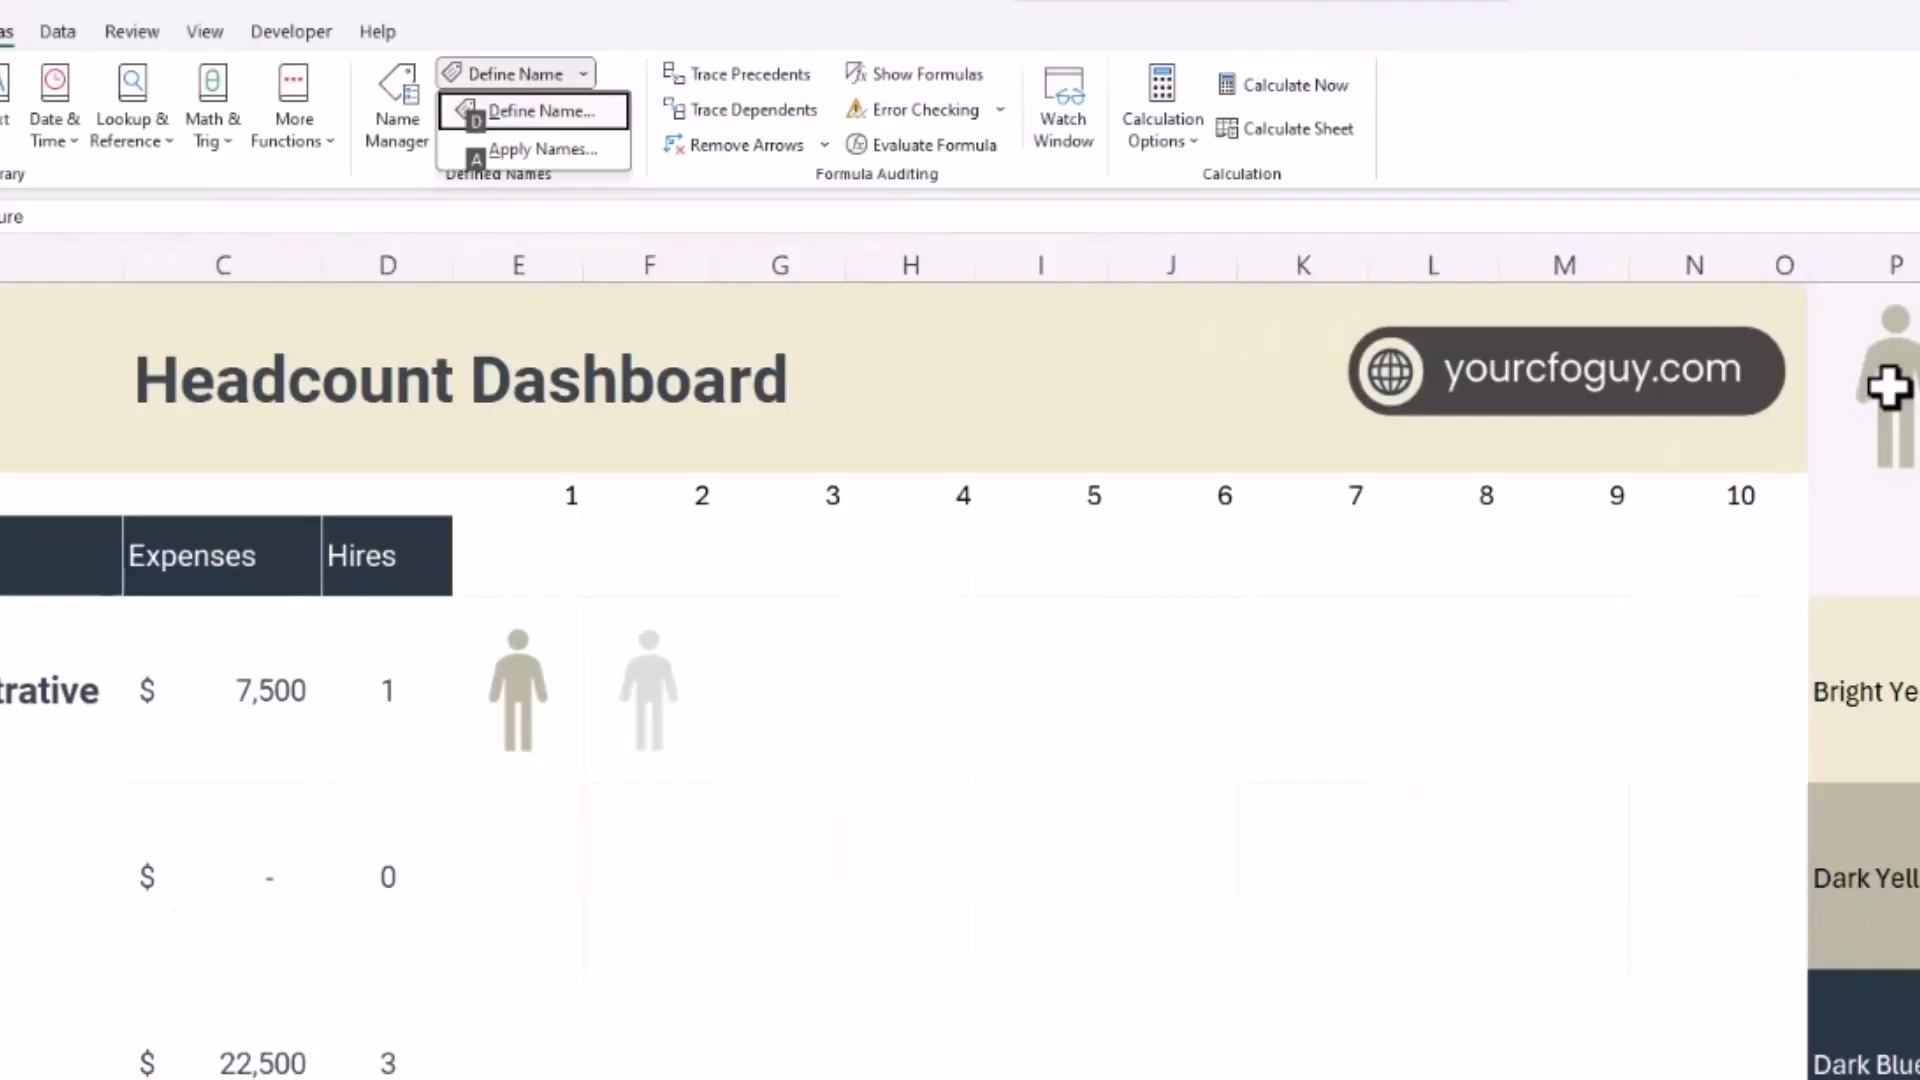 Data Review View Developer Help
Define Name
Trace Precedents Show Formulas
Calculate Now
Define Name...
D
Trace Dependents Error Checking
Date & Time
Lookup & Reference
Math & Trig
More Functions
Name Manager
Watch Window
Calculation Options
Calculate Sheet
Apply Names...
A
Remove Arrows Evaluate Formula
Defined Names Formula Auditing Calculation
C D E F G H I J K L M N O P
Headcount Dashboard
yourcfoguy.com
1 2 3 4 5 6 7 8 9 10
Expenses Hires
trative $ 7,500 1
Bright Ye
$ - 0
Dark Yell
$ 22,500 3
Dark Blue